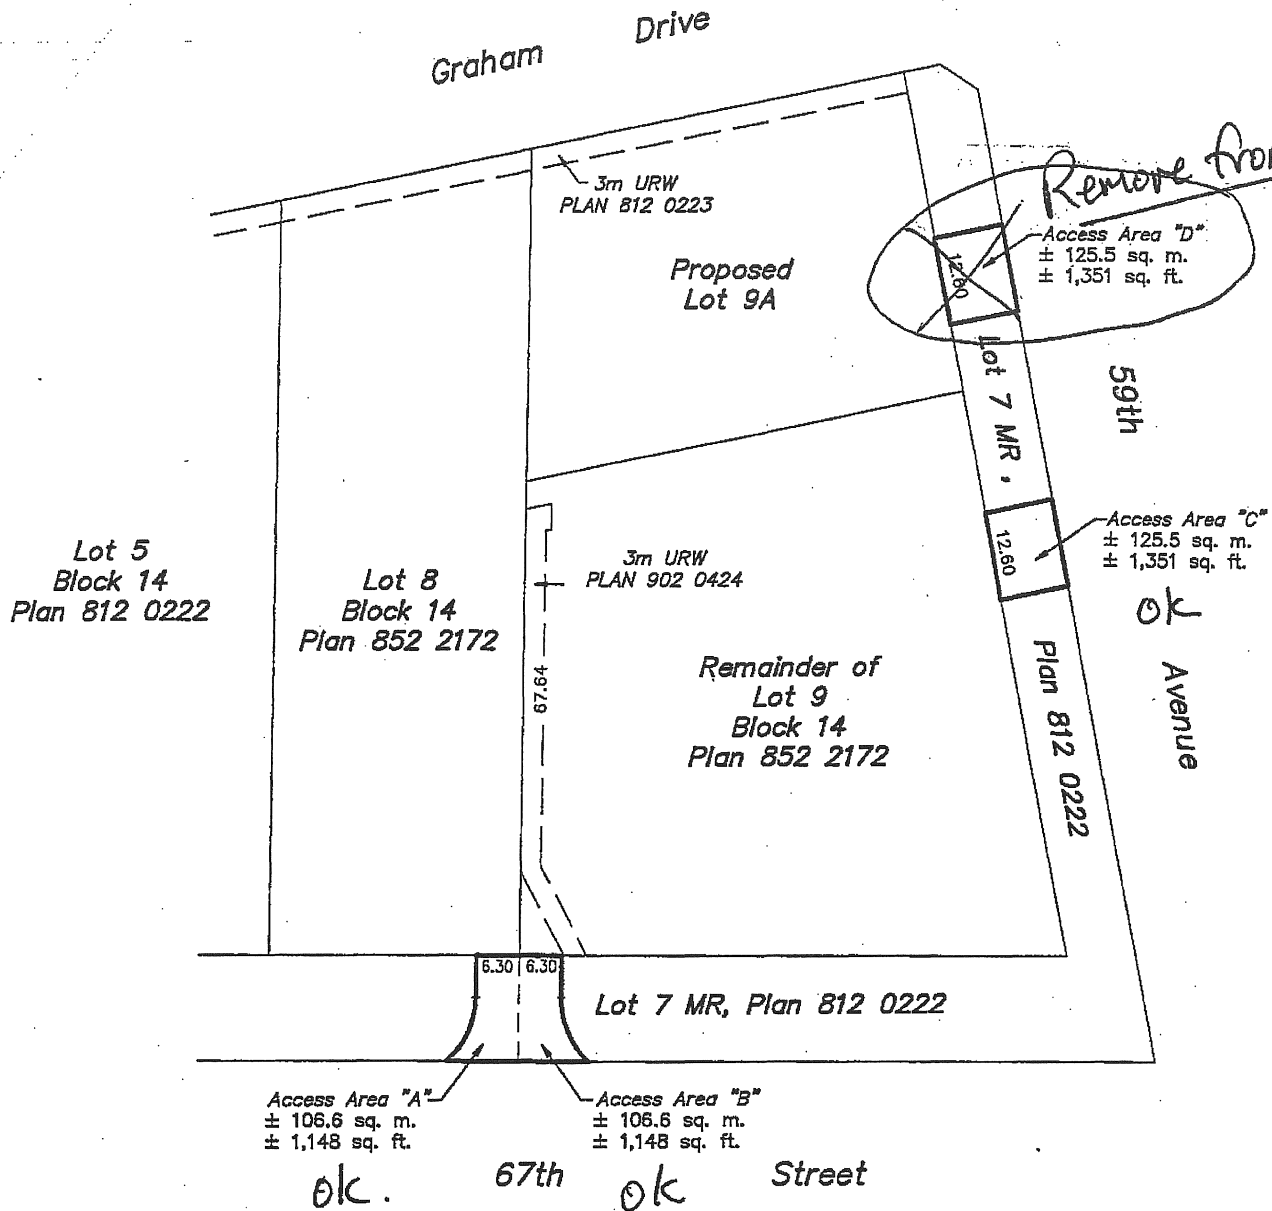 Graham Drive
Remove from
3m URW
PLAN 812 0223
Access Area "D"
± 125.5 sq. m.
± 1,351 sq. ft.
12.60
Proposed
Lot 9A
Lot 7 MR,
59th
Avenue
Access Area "C"
± 125.5 sq. m.
± 1,351 sq. ft.
12.60
ok
Plan 812 0222
Lot 5
Block 14
Plan 812 0222
Lot 8
Block 14
Plan 852 2172
3m URW
PLAN 902 0424
67.64
Remainder of
Lot 9
Block 14
Plan 852 2172
6.30 6.30
Lot 7 MR, Plan 812 0222
Access Area "A"
± 106.6 sq. m.
± 1,148 sq. ft.
ok.
Access Area "B"
± 106.6 sq. m.
± 1,148 sq. ft.
ok
67th Street